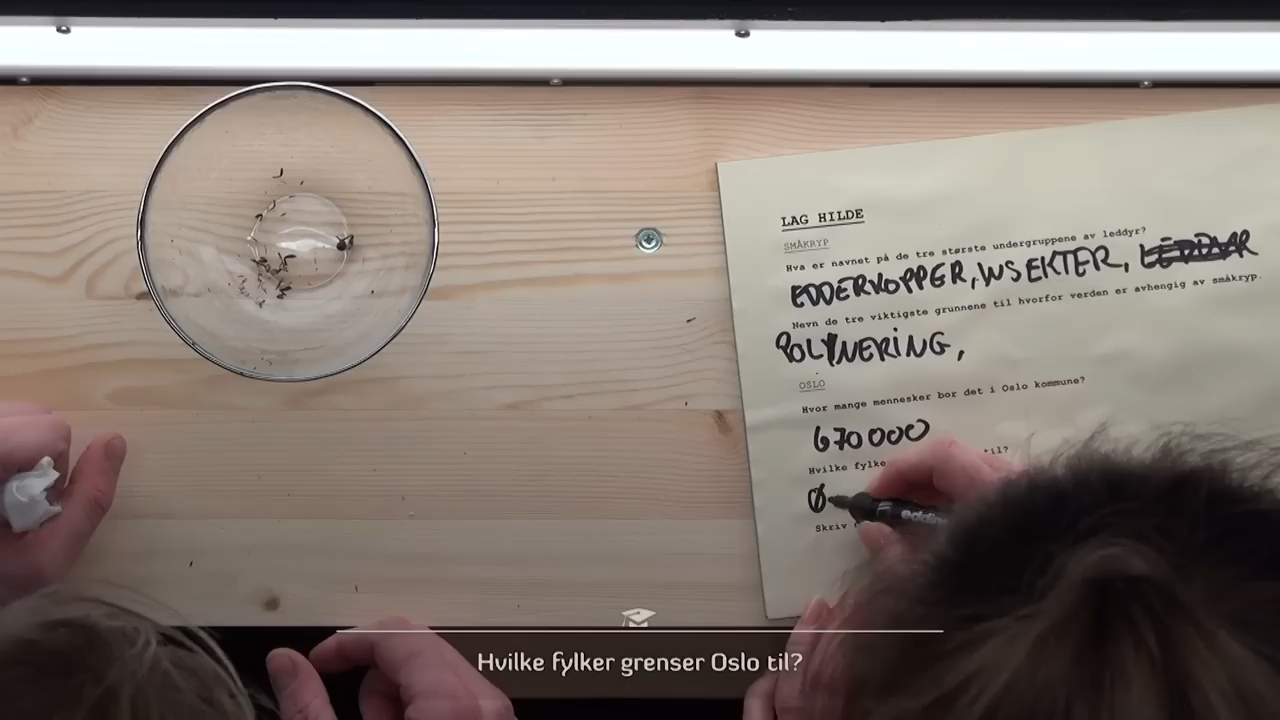 LAG HILDE
SMÅKRYP
Hva er navnet på de tre største undergruppene av leddyr?
EDDERKOPPER, INSEKTER,
Nevn de tre viktigste grunnene til hvorfor verden er avhengig av småkryp.
POLYNERING,
OSLO
Hvor mange mennesker bor det i Oslo kommune?
670000
Hvilke fylke til?
Ø
Skriv
edding
Hvilke fylker grenser Oslo til?